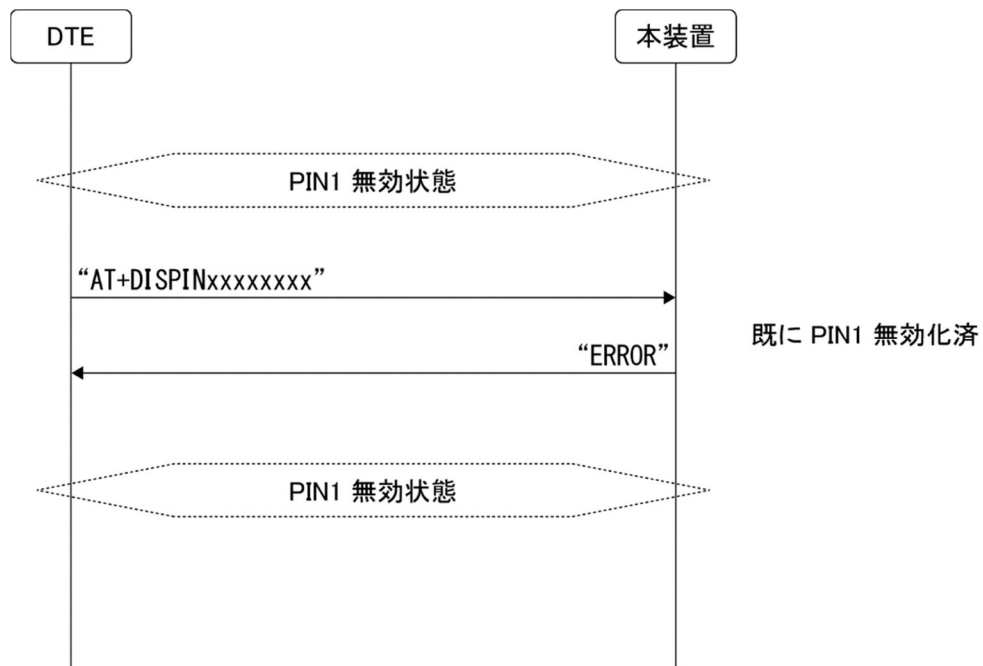 DTE
本装置
PIN1 無効状態
“AT+DISPINxxxxxxxx”
既に PIN1 無効化済
“ERROR”
PIN1 無効状態